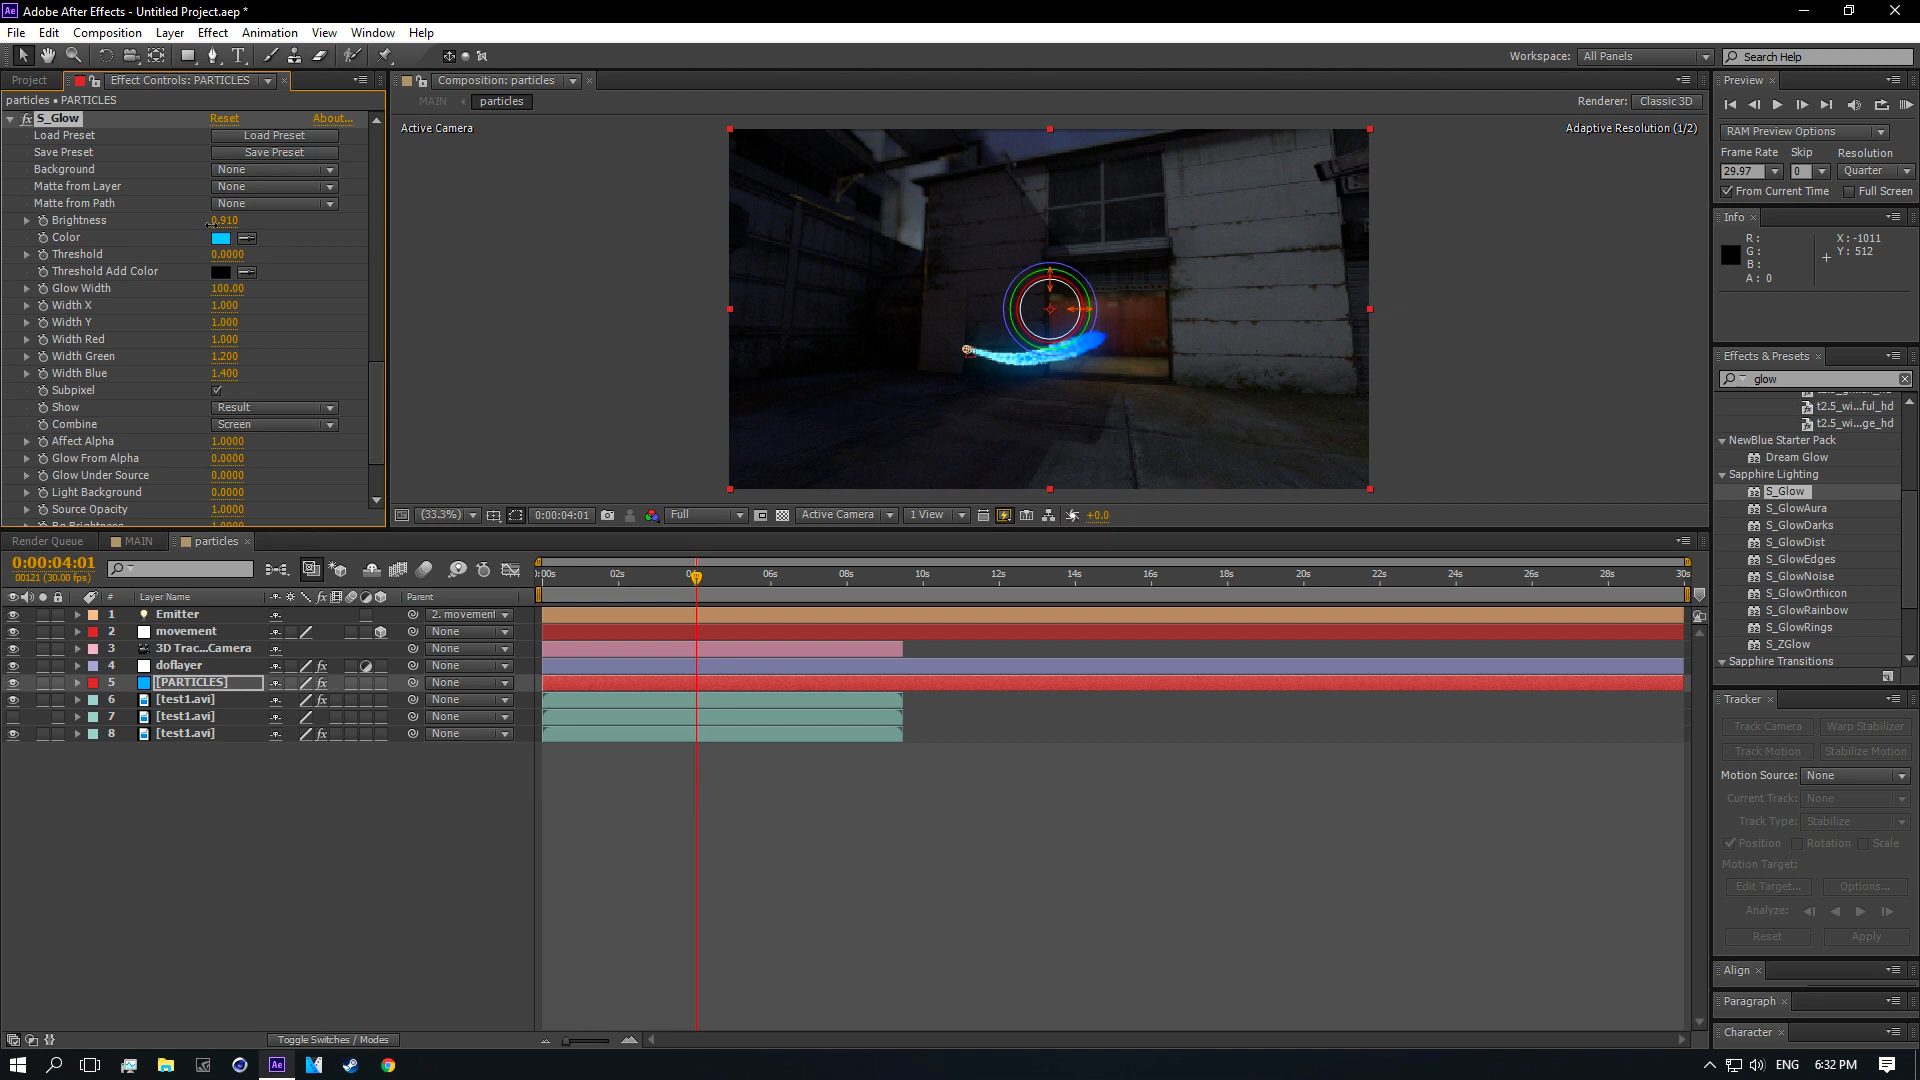 Ae Adobe After Effects - Untitled Project.aep *
File Edit Composition Layer Effect Animation View Window Help
Workspace: All Panels Search Help
Project Effect Controls: PARTICLES
particles • PARTICLES
fx S_Glow Reset About...
Load Preset Load Preset
Save Preset Save Preset
Background None
Matte from Layer None
Matte from Path None
Brightness 0.910
Color
Threshold 0.0000
Threshold Add Color
Glow Width 100.00
Width X 1.000
Width Y 1.000
Width Red 1.000
Width Green 1.200
Width Blue 1.400
Subpixel
Show Result
Combine Screen
Affect Alpha 1.0000
Glow From Alpha 0.0000
Glow Under Source 0.0000
Light Background 0.0000
Source Opacity 1.0000
Bg Brightness 1.0000
Composition: particles
MAIN particles
Renderer: Classic 3D
Active Camera
Adaptive Resolution (1/2)
(33.3%) 0:00:04:01 Full Active Camera 1 View +0.0
Preview
RAM Preview Options
Frame Rate Skip Resolution
29.97 0 Quarter
From Current Time Full Screen
Info
R : X : -1011
G : Y : 512
B :
A : 0
Effects & Presets
glow
t2.5_wi...ful_hd
t2.5_wi...ge_hd
NewBlue Starter Pack
Dream Glow
Sapphire Lighting
S_Glow
S_GlowAura
S_GlowDarks
S_GlowDist
S_GlowEdges
S_GlowNoise
S_GlowOrthicon
S_GlowRainbow
S_GlowRings
S_ZGlow
Sapphire Transitions
Tracker
Track Camera Warp Stabilizer
Track Motion Stabilize Motion
Motion Source: None
Current Track: None
Track Type: Stabilize
Position Rotation Scale
Motion Target:
Edit Target... Options...
Analyze:
Reset Apply
Align
Paragraph
Character
Render Queue MAIN particles
0:00:04:01
00121 (30.00 fps)
# Layer Name fx Parent
:00s 02s 06s 08s 10s 12s 14s 16s 18s 20s 22s 24s 26s 28s 30s
1 Emitter 2. movement
2 movement None
3 3D Trac...Camera None
4 doflayer fx None
5 [PARTICLES] fx None
6 [test1.avi] fx None
7 [test1.avi] None
8 [test1.avi] fx None
Toggle Switches / Modes
Ae ENG 6:32 PM